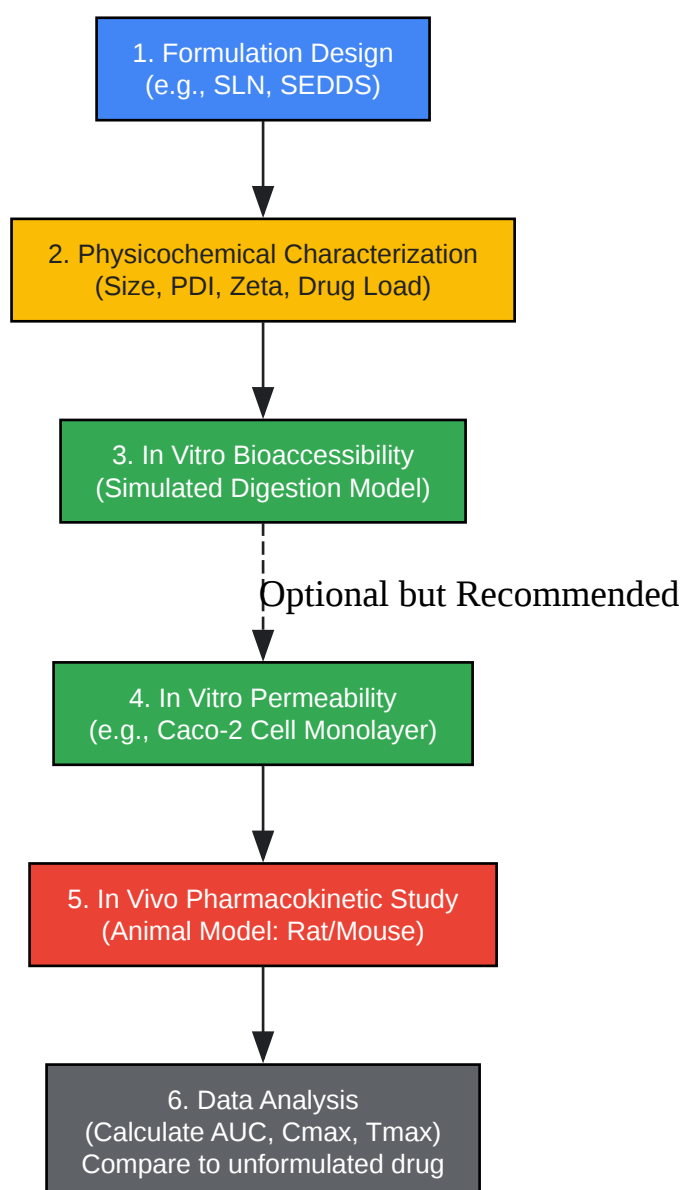 1. Formulation Design
(e.g., SLN, SEDDS)
2. Physicochemical Characterization
(Size, PDI, Zeta, Drug Load)
3. In Vitro Bioaccessibility
(Simulated Digestion Model)
Optional but Recommended
4. In Vitro Permeability
(e.g., Caco-2 Cell Monolayer)
5. In Vivo Pharmacokinetic Study
(Animal Model: Rat/Mouse)
6. Data Analysis
(Calculate AUC, Cmax, Tmax)
Compare to unformulated drug